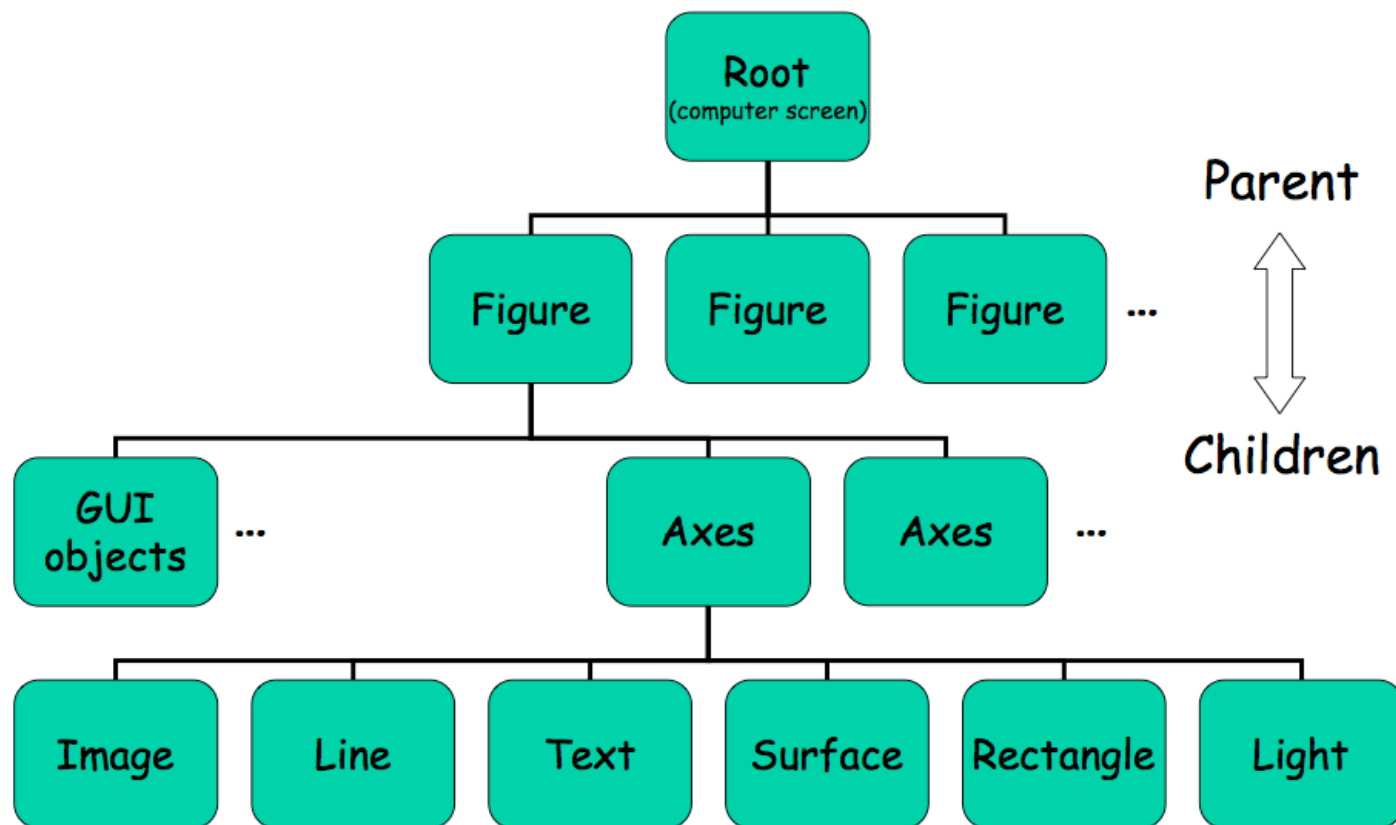 Root
(computer screen)
Parent
Figure
Figure
Figure
...
Children
GUI
objects
...
Axes
Axes
...
Image
Line
Text
Surface
Rectangle
Light